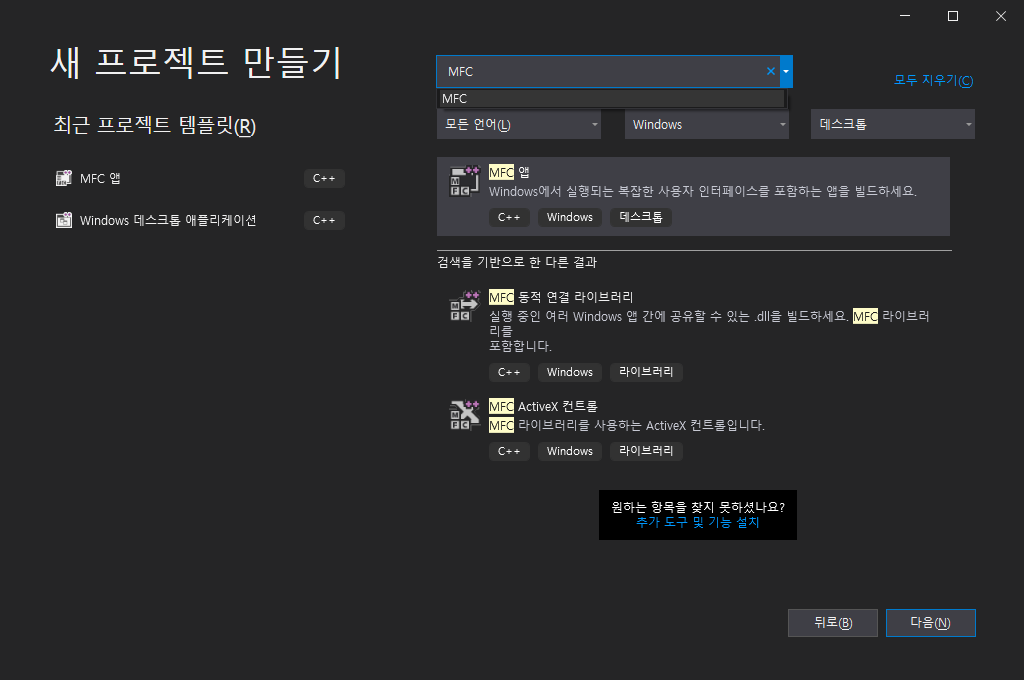 새 프로젝트 만들기
최근 프로젝트 템플릿(R)
MFC 앱 C++
Windows 데스크톱 애플리케이션 C++
MFC
모두 지우기(C)
MFC
모든 언어(L) Windows 데스크톱
MFC 앱
Windows에서 실행되는 복잡한 사용자 인터페이스를 포함하는 앱을 빌드하세요.
C++ Windows 데스크톱
검색을 기반으로 한 다른 결과
MFC 동적 연결 라이브러리
실행 중인 여러 Windows 앱 간에 공유할 수 있는 .dll을 빌드하세요. MFC 라이브러
리를
포함합니다.
C++ Windows 라이브러리
MFC ActiveX 컨트롤
MFC 라이브러리를 사용하는 ActiveX 컨트롤입니다.
C++ Windows 라이브러리
원하는 항목을 찾지 못하셨나요?
추가 도구 및 기능 설치
뒤로(B) 다음(N)